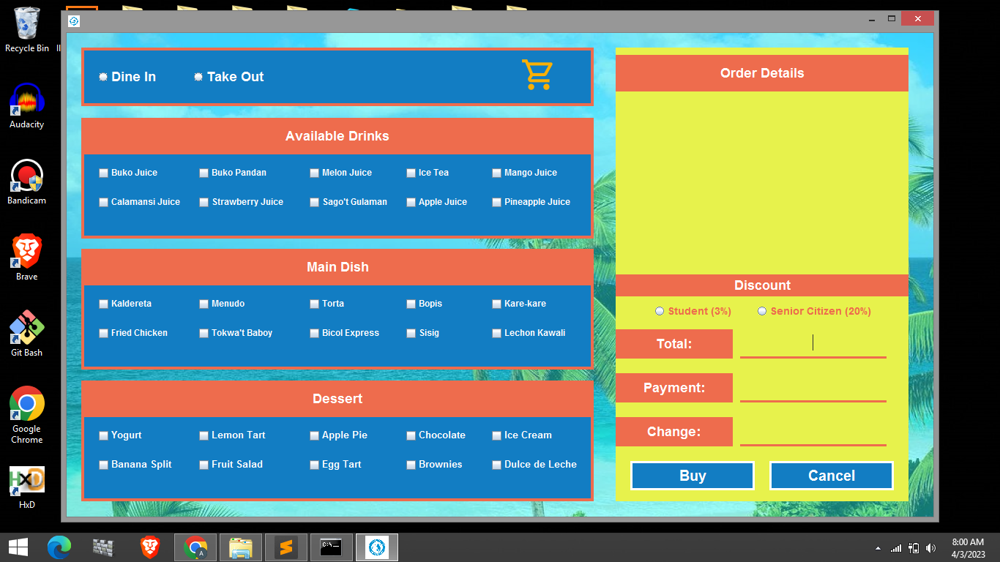 Recycle Bin
Audacity
Bandicam
Brave
Git Bash
Google
Chrome
HxD
Dine In Take Out
Available Drinks
Buko Juice Buko Pandan Melon Juice Ice Tea Mango Juice
Calamansi Juice Strawberry Juice Sago't Gulaman Apple Juice Pineapple Juice
Main Dish
Kaldereta Menudo Torta Bopis Kare-kare
Fried Chicken Tokwa't Baboy Bicol Express Sisig Lechon Kawali
Dessert
Yogurt Lemon Tart Apple Pie Chocolate Ice Cream
Banana Split Fruit Salad Egg Tart Brownies Dulce de Leche
Order Details
Discount
Student (3%) Senior Citizen (20%)
Total:
Payment:
Change:
Buy Cancel
8:00 AM
4/3/2023